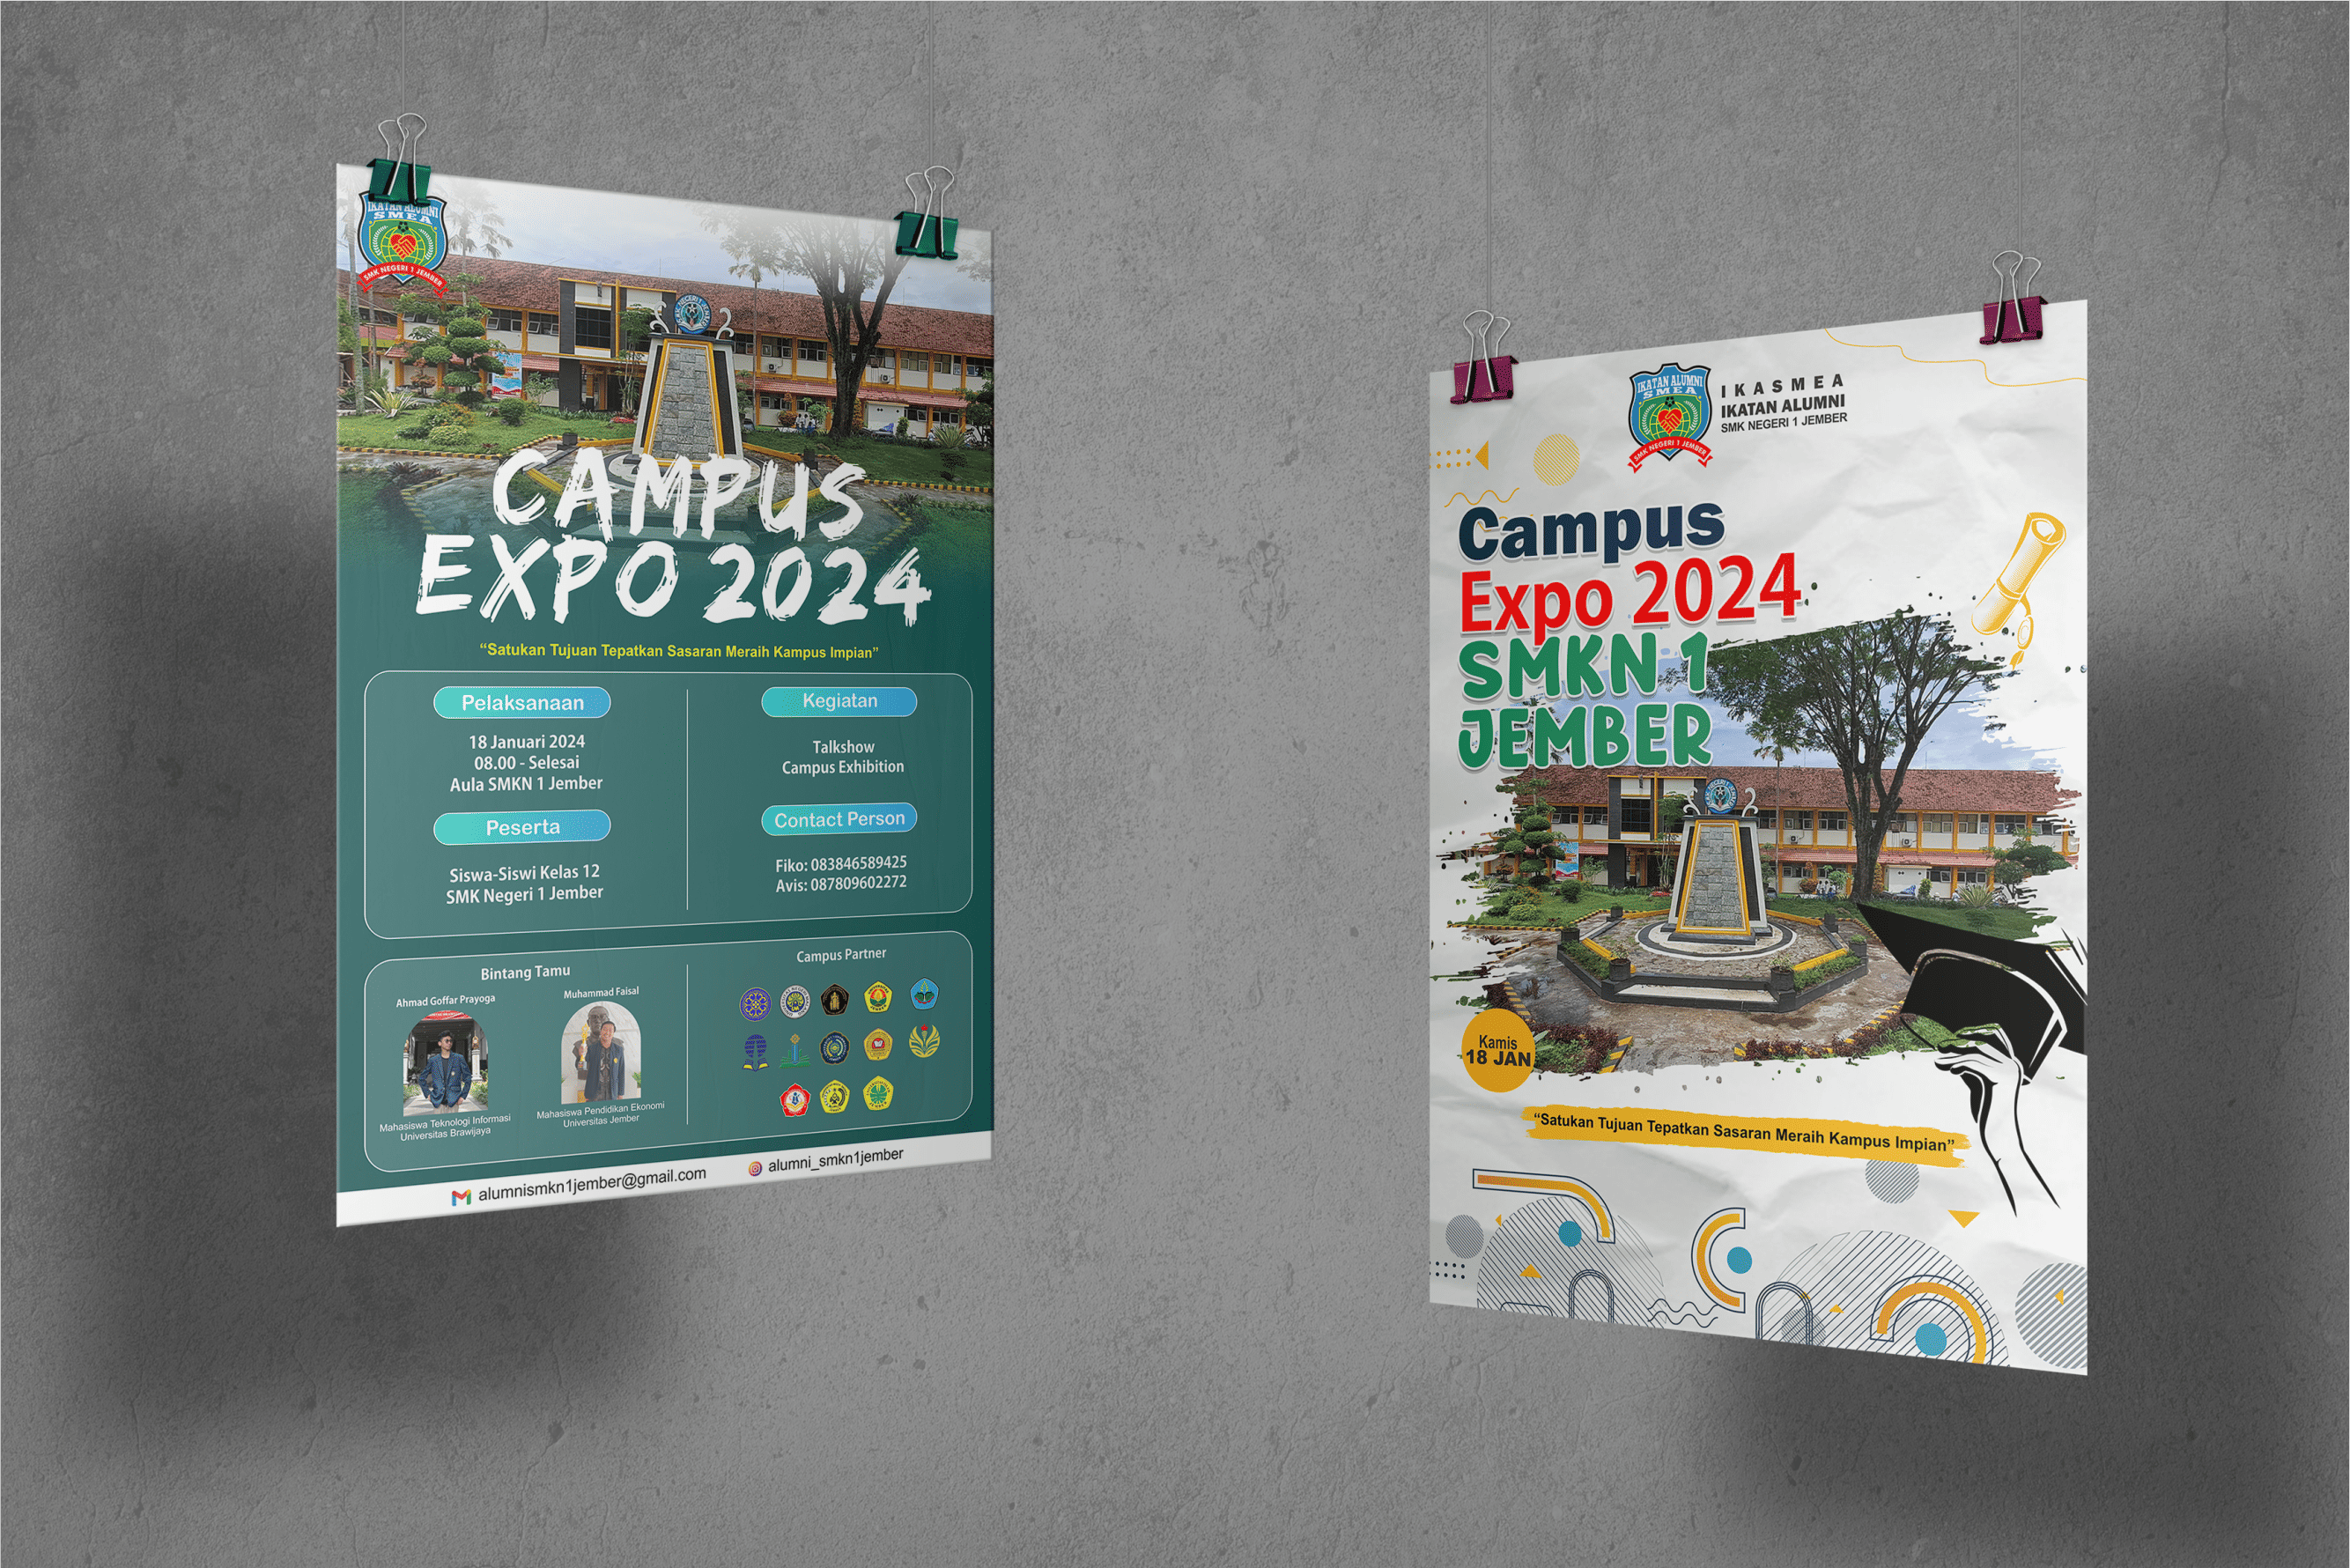 IKATAN ALUMNI
SMEA
SMK NEGERI 1 JEMBER
CAMPUS
EXPO 2024
“Satukan Tujuan Tepatkan Sasaran Meraih Kampus Impian”
Pelaksanaan
18 Januari 2024
08.00 - Selesai
Aula SMKN 1 Jember
Peserta
Siswa-Siswi Kelas 12
SMK Negeri 1 Jember
Kegiatan
Talkshow
Campus Exhibition
Contact Person
Fiko: 083846589425
Avis: 087809602272
Bintang Tamu
Ahmad Goffar Prayoga
Mahasiswa Teknologi Informasi
Universitas Brawijaya
Muhammad Faisal
Mahasiswa Pendidikan Ekonomi
Universitas Jember
Campus Partner
alumnismkn1jember@gmail.com
alumni_smkn1jember
IKATAN ALUMNI
SMEA
SMK NEGERI 1 JEMBER
IKASMEA
IKATAN ALUMNI
SMK NEGERI 1 JEMBER
Campus
Expo 2024
SMKN 1
JEMBER
Kamis
18 JAN
“Satukan Tujuan Tepatkan Sasaran Meraih Kampus Impian”